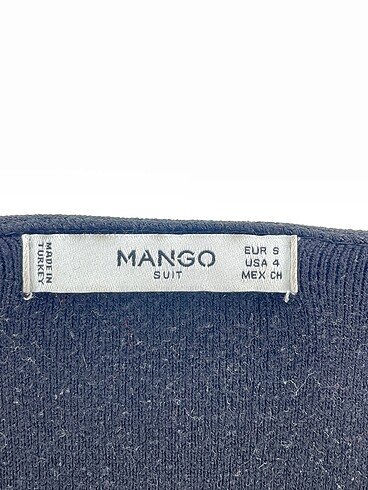 MADE IN
TURKEY
MANGO
SUIT
EUR S
USA 4
MEX CH